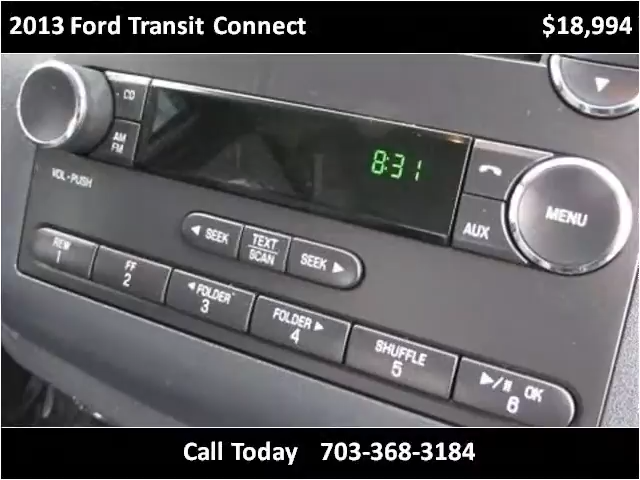 2013 Ford Transit Connect $18,994
CD
AM FM
8:31
VOL-PUSH
AUX
MENU
◄ SEEK TEXT SCAN SEEK ►
REW 1
FF 2
◄ FOLDER 3
FOLDER ► 4
SHUFFLE 5
►/II OK 6
Call Today 703-368-3184